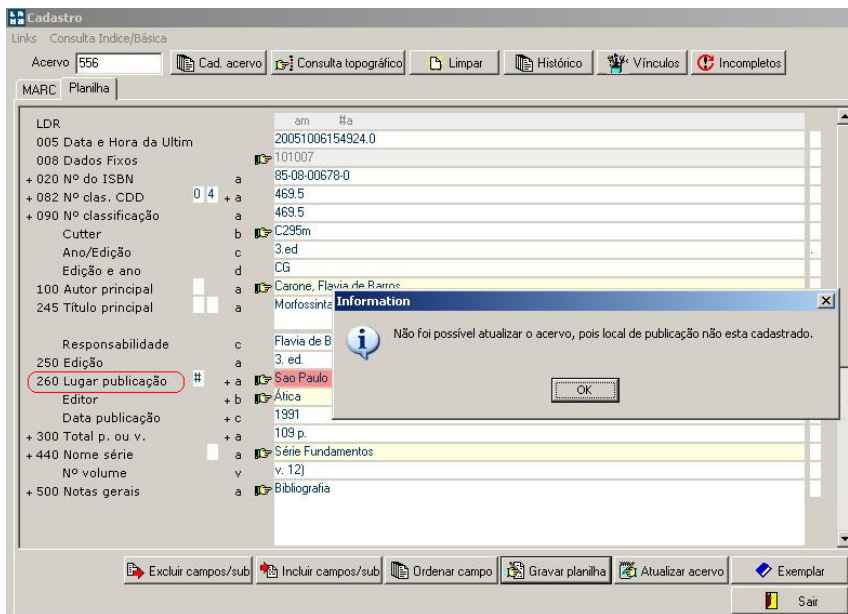 Cadastro
Links Consulta Indice/Básica
Acervo 556 Cad. acervo Consulta topográfico Limpar Histórico Vínculos Incompletos
MARC Planilha
LDR am #a
005 Data e Hora da Ultim 20051006154924.0
008 Dados Fixos 101007
+ 020 Nº do ISBN a 85-08-00678-0
+ 082 Nº clas. CDD 0 4 + a 469.5
+ 090 Nº classificação a 469.5
Cutter b C295m
Ano/Edição c 3.ed
Edição e ano d CG
100 Autor principal a Carone, Flavia de Barros
245 Título principal a Morfossinta
Information
Não foi possível atualizar o acervo, pois local de publicação não esta cadastrado.
OK
Responsabilidade c Flavia de B
250 Edição a 3. ed.
260 Lugar publicação # + a Sao Paulo
Editor + b Ática
Data publicação + c 1991
+ 300 Total p. ou v. + a 109 p.
+ 440 Nome série a Série Fundamentos
Nº volume v v. 12)
+ 500 Notas gerais a Bibliografia
Excluir campos/sub Incluir campos/sub Ordenar campo Gravar planilha Atualizar acervo Exemplar
Sair